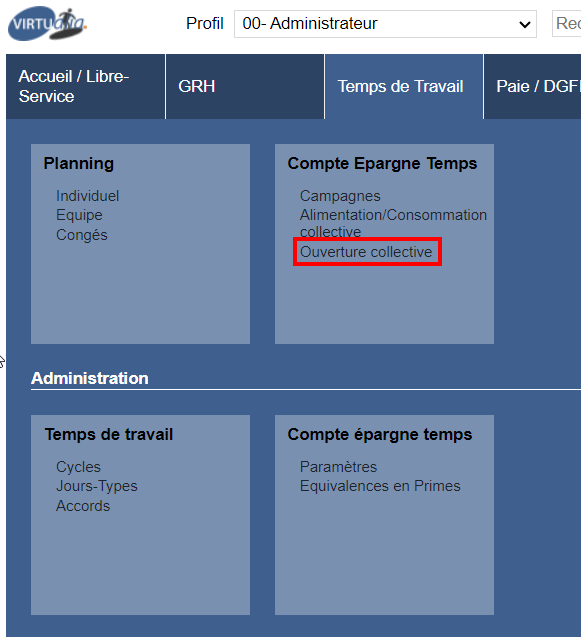 VIRTUALIA
Profil 00- Administrateur Rec
Accueil / Libre-
Service
GRH
Temps de Travail
Paie / DGFI
Planning
Individuel
Equipe
Congés
Compte Epargne Temps
Campagnes
Alimentation/Consommation
collective
Ouverture collective
Administration
Temps de travail
Cycles
Jours-Types
Accords
Compte épargne temps
Paramètres
Equivalences en Primes